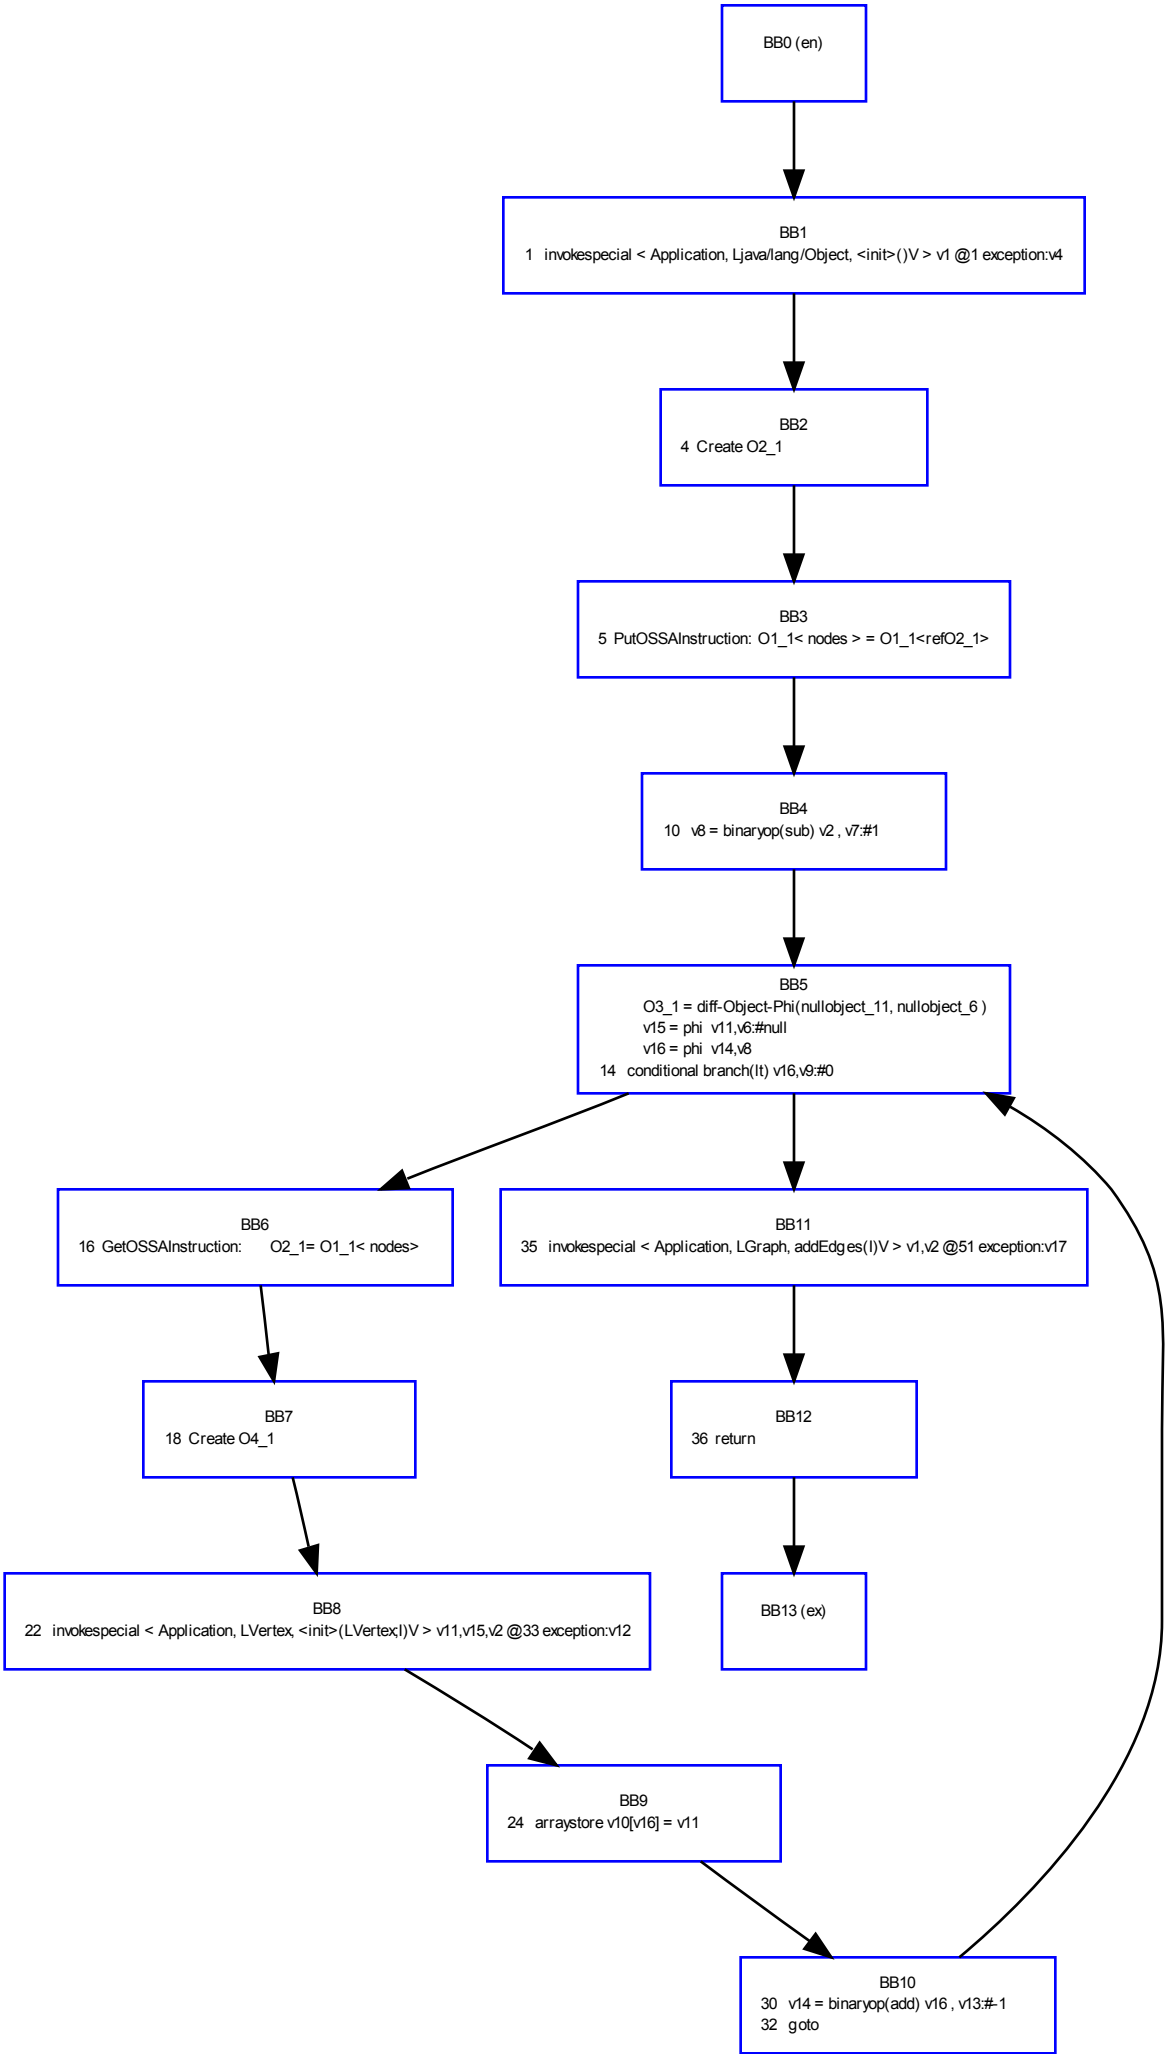 BB0 (en)
BB1
1 invokespecial < Application, Ljava/lang/Object, <init>()V > v1 @1 exception:v4
BB2
4 Create O2_1
BB3
5 PutOSSAInstruction: O1_1< nodes > = O1_1<refO2_1>
BB4
10 v8 = binaryop(sub) v2 , v7:#1
BB5
O3_1 = diff-Object-Phi(nullobject_11, nullobject_6 )
v15 = phi v11,v6:#null
v16 = phi v14,v8
14 conditional branch(lt) v16,v9:#0
BB6
16 GetOSSAInstruction: O2_1= O1_1< nodes>
BB11
35 invokespecial < Application, LGraph, addEdges(I)V > v1,v2 @51 exception:v17
BB7
18 Create O4_1
BB12
36 return
BB8
22 invokespecial < Application, LVertex, <init>(LVertex;I)V > v11,v15,v2 @33 exception:v12
BB13 (ex)
BB9
24 arraystore v10[v16] = v11
BB10
30 v14 = binaryop(add) v16 , v13:#-1
32 goto